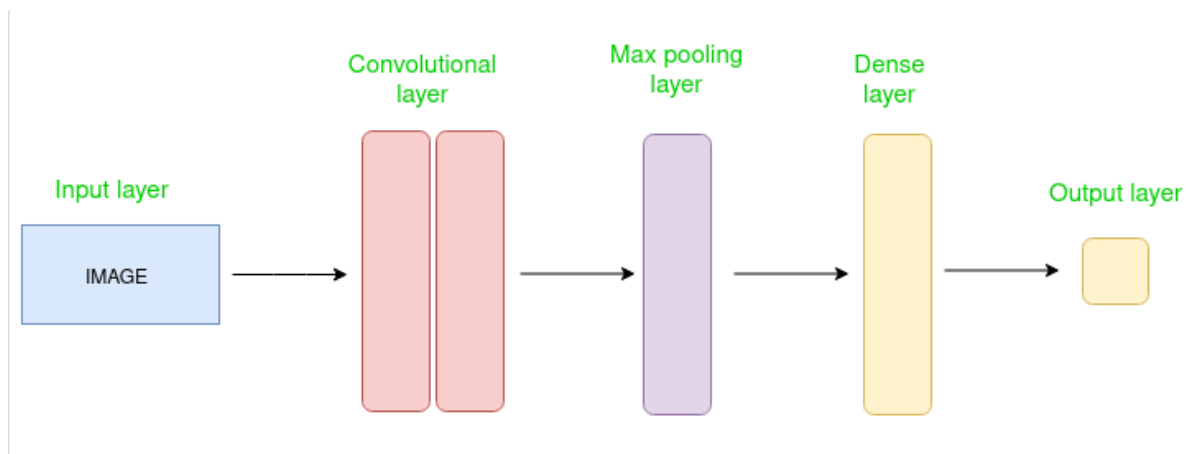 Input layer
IMAGE
Convolutional
layer
Max pooling
layer
Dense
layer
Output layer